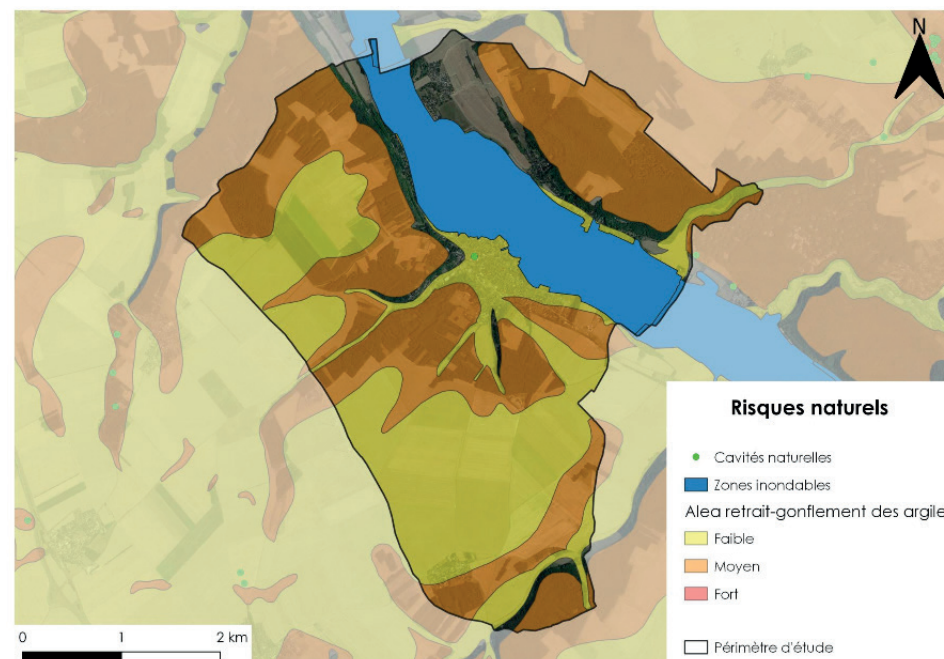 N
Risques naturels
Cavités naturelles
Zones inondables
Alea retrait-gonflement des argile
Faible
Moyen
Fort
Périmètre d'étude
0 1 2 km